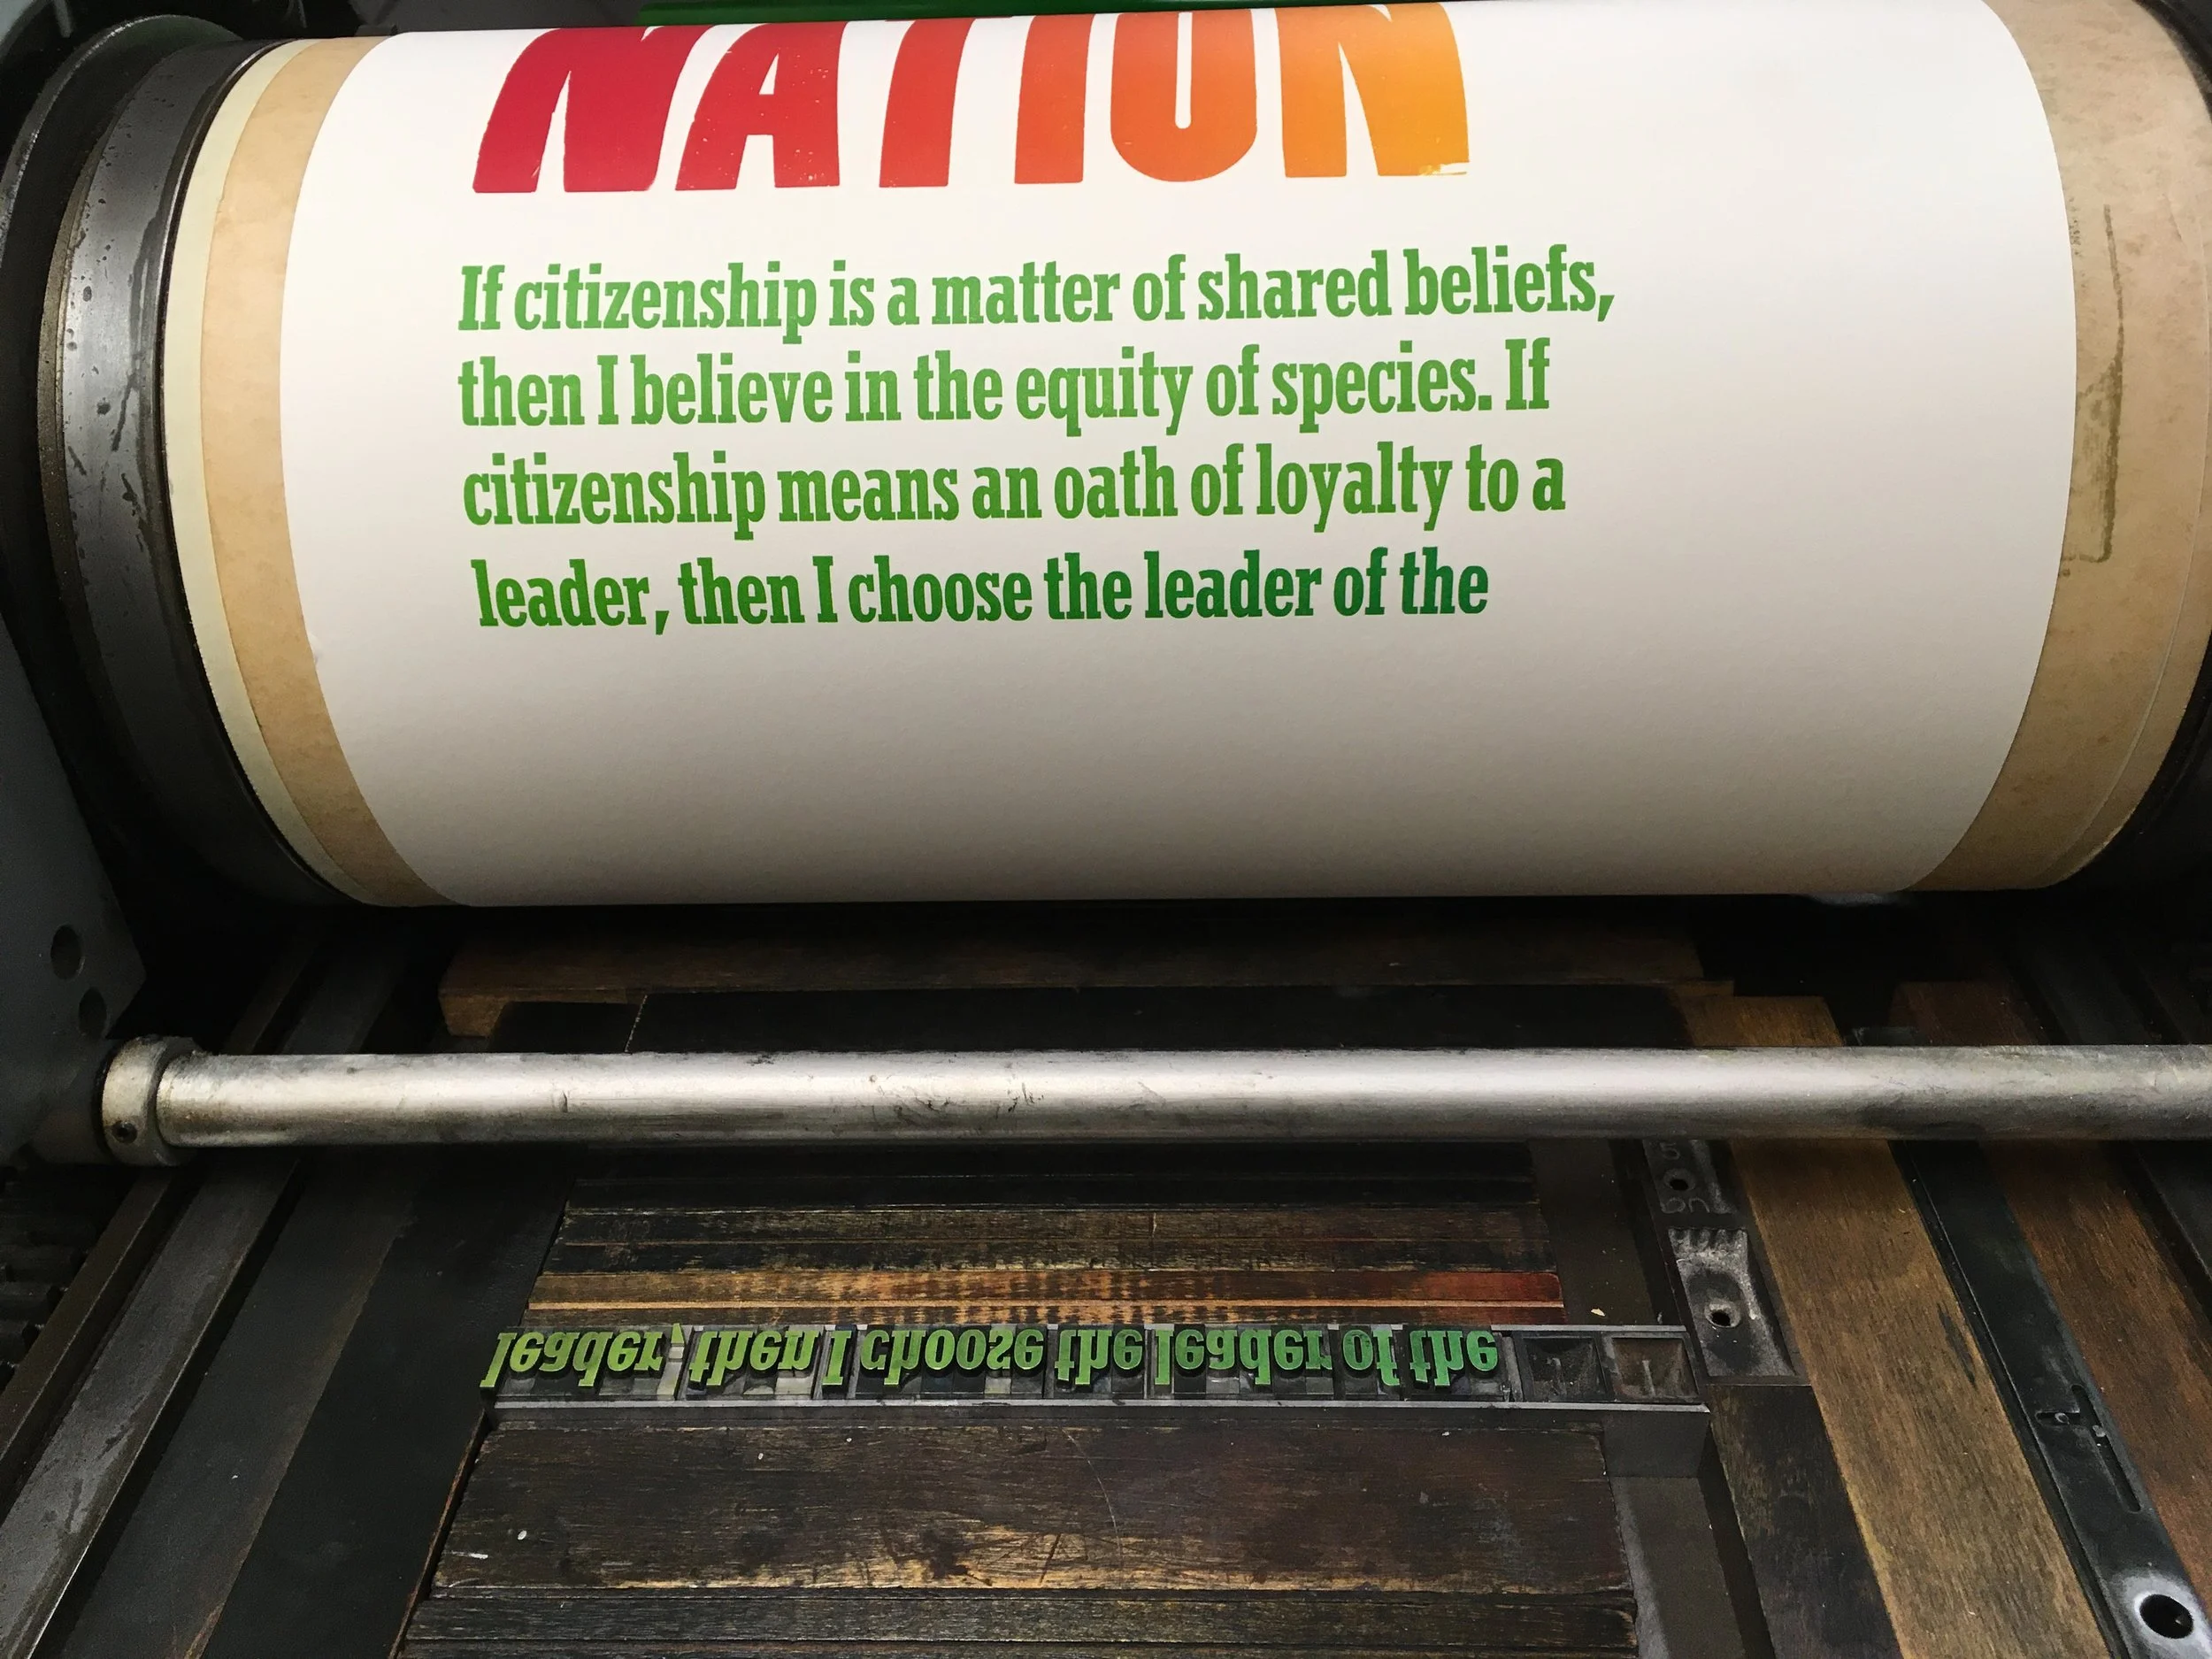 NATION
If citizenship is a matter of shared beliefs,
then I believe in the equity of species. If
citizenship means an oath of loyalty to a
leader, then I choose the leader of the
leader, then I choose the leader of the